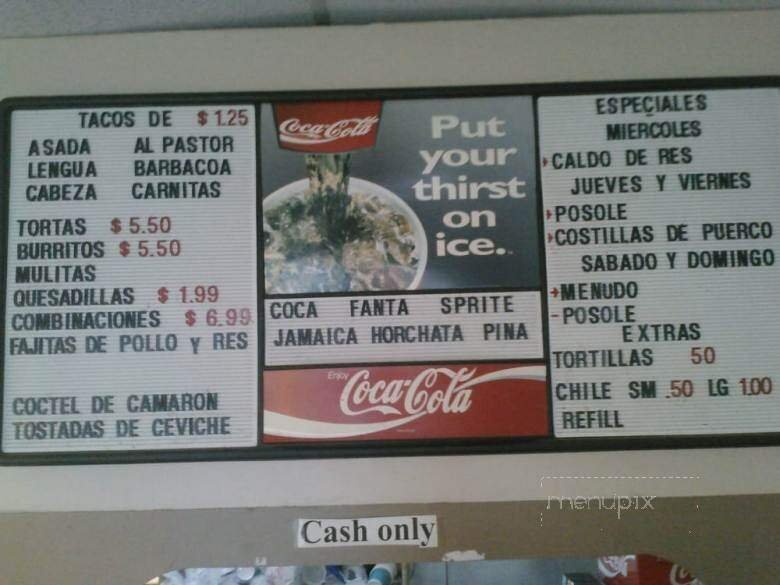 TACOS DE $1.25
ASADA AL PASTOR
LENGUA BARBACOA
CABEZA CARNITAS
TORTAS $5.50
BURRITOS $5.50
MULITAS
QUESADILLAS $1.99
COMBINACIONES $6.99
FAJITAS DE POLLO Y RES
COCTEL DE CAMARON
TOSTADAS DE CEVICHE
Coca-Cola
Put
your
thirst
on
ice.
COCA FANTA SPRITE
JAMAICA HORCHATA PINA
Enjoy
Coca-Cola
ESPECIALES
MIERCOLES
CALDO DE RES
JUEVES Y VIERNES
POSOLE
COSTILLAS DE PUERCO
SABADO Y DOMINGO
MENUDO
- POSOLE
EXTRAS
TORTILLAS 50
CHILE SM .50 LG 1.00
REFILL
menupix
Cash only